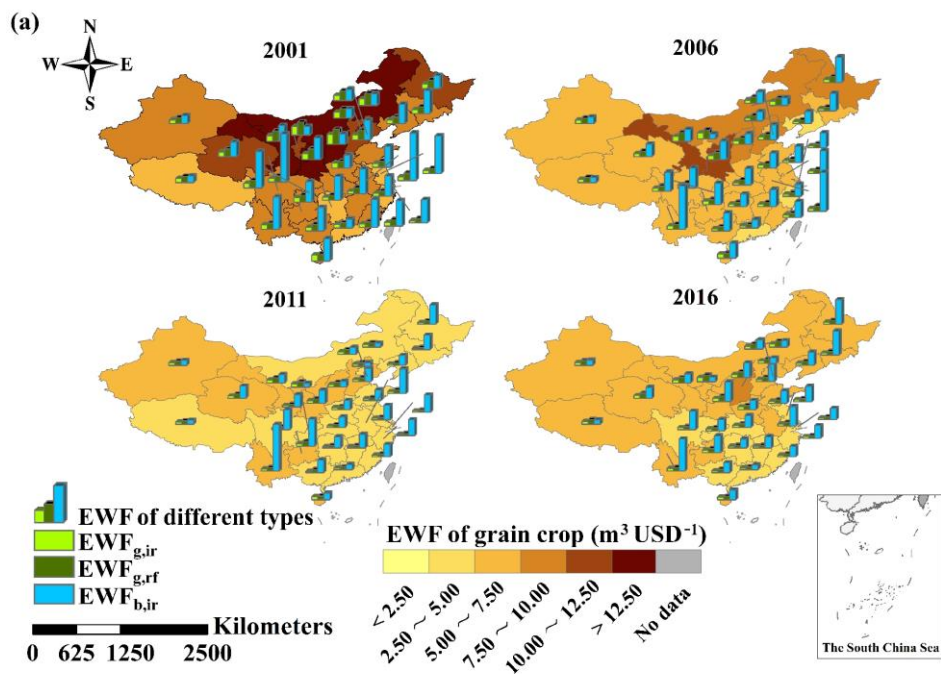 (a)
N
W E
S
2001
2006
2011
2016
EWF of different types
EWFg,ir
EWFg,rf
EWFb,ir
Kilometers
0 625 1250 2500
EWF of grain crop (m³ USD⁻¹)
< 2.50
2.50 ~ 5.00
5.00 ~ 7.50
7.50 ~ 10.00
10.00 ~ 12.50
> 12.50
No data
The South China Sea